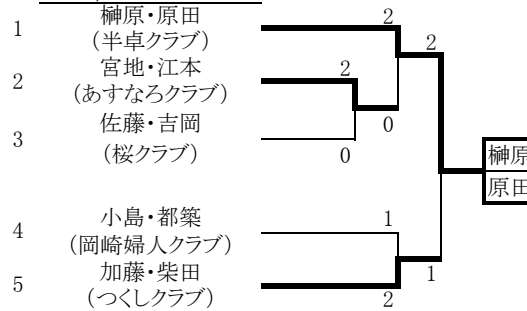 1 榊原・原田 2
(半卓クラブ) 2
2 宮地・江本 2
(あすなろクラブ)
0
3 佐藤・吉岡
(桜クラブ) 0
榊原
原田
4 小島・都築 1
(岡崎婦人クラブ)
1
5 加藤・柴田
(つくしクラブ) 2